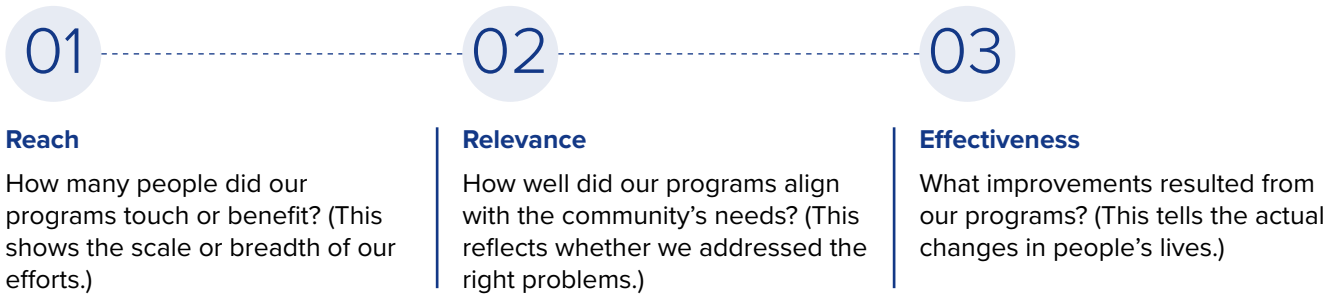 01
02
03
Reach
How many people did our
programs touch or benefit? (This
shows the scale or breadth of our
efforts.)
Relevance
How well did our programs align
with the community’s needs? (This
reflects whether we addressed the
right problems.)
Effectiveness
What improvements resulted from
our programs? (This tells the actual
changes in people’s lives.)